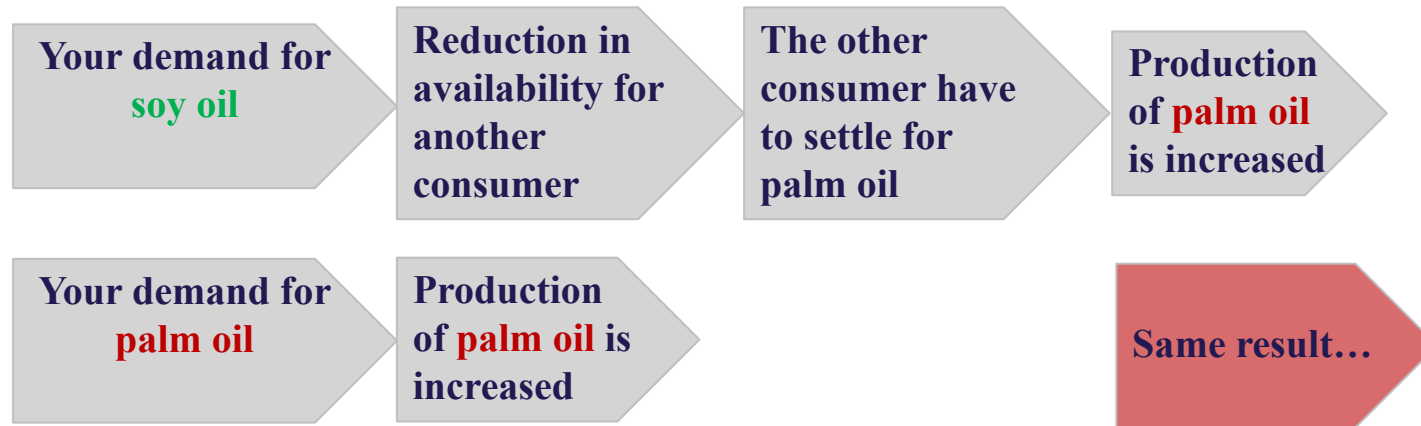 Your demand for
soy oil
Reduction in
availability for
another
consumer
The other
consumer have
to settle for
palm oil
Production
of palm oil
is increased
Your demand for
palm oil
Production
of palm oil is
increased
Same result…